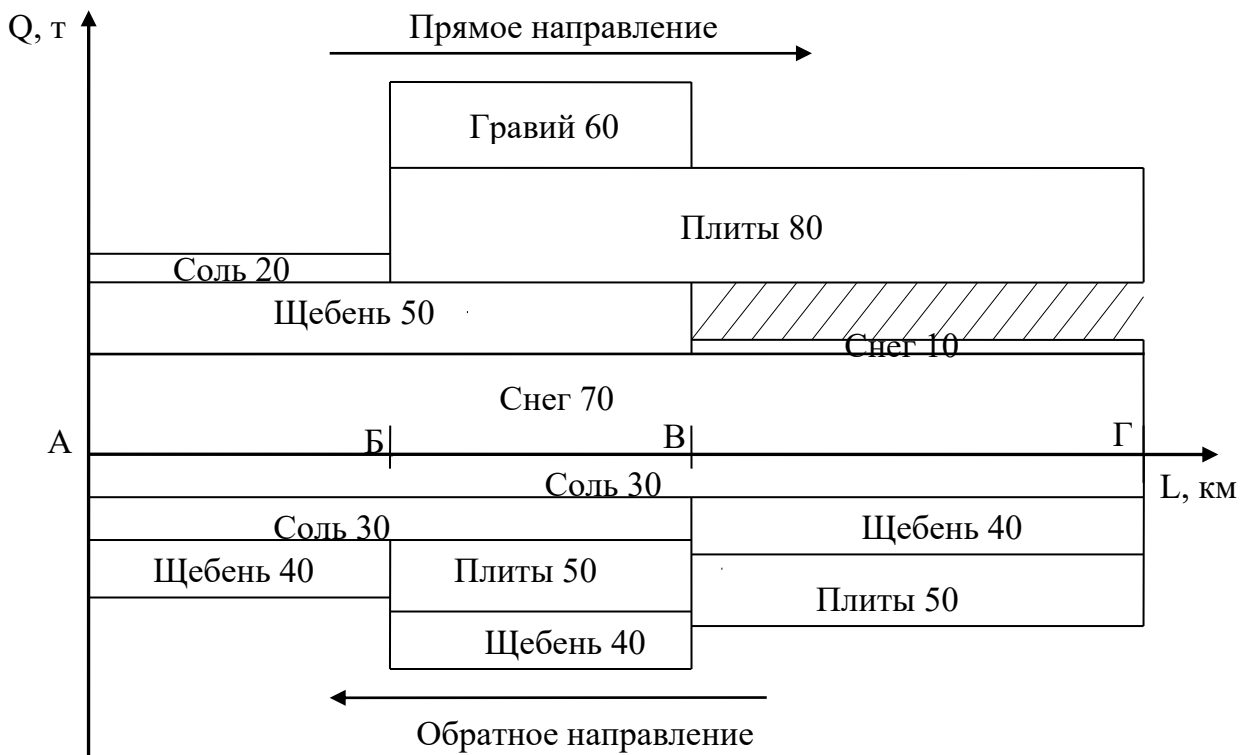 Q, т
Прямое направление
Гравий 60
Плиты 80
Соль 20
Щебень 50
Снег 10
Снег 70
А
Б
В
Г
L, км
Соль 30
Соль 30
Щебень 40
Щебень 40
Плиты 50
Плиты 50
Щебень 40
Обратное направление